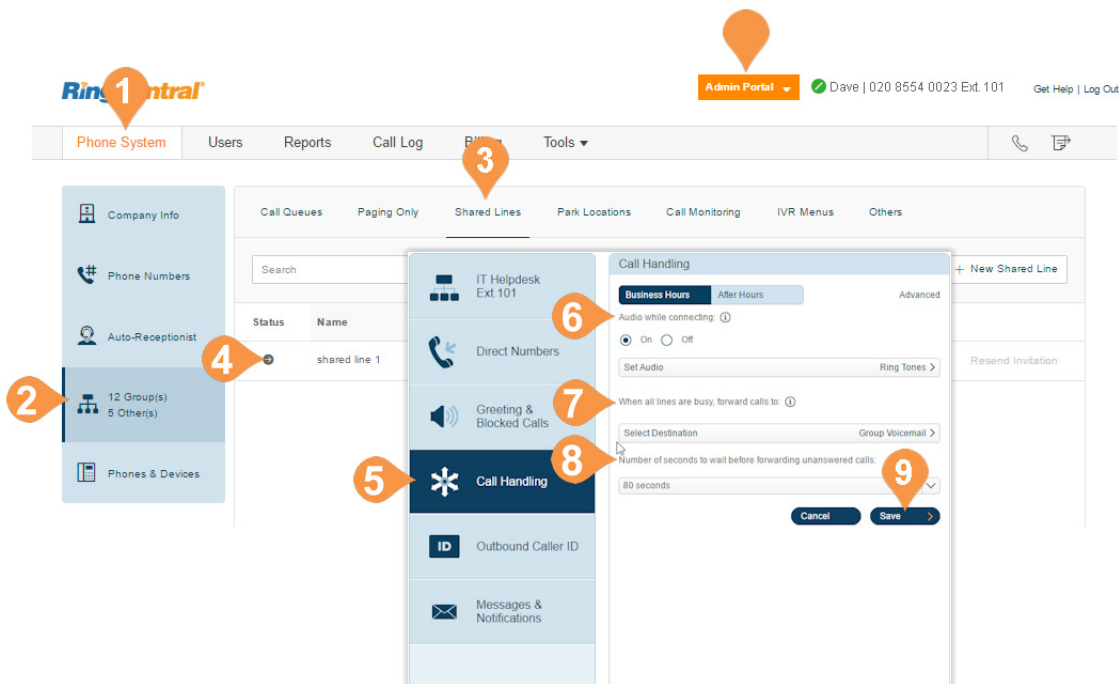 Admin Portal
Dave | 020 8554 0023 Ext. 101
Get Help | Log Out
1
Phone System
Users
Reports
Call Log
Tools
3
Company Info
Phone Numbers
Auto-Receptionist
2
12 Group(s)
5 Other(s)
Phones & Devices
Call Queues
Paging Only
Shared Lines
Park Locations
Call Monitoring
IVR Menus
Others
Search
+ New Shared Line
Status
Name
4
shared line 1
Resend Invitation
IT Helpdesk
Ext.101
Direct Numbers
Greeting &
Blocked Calls
5
Call Handling
ID
Outbound Caller ID
Messages &
Notifications
Call Handling
Business Hours
After Hours
Advanced
6
Audio while connecting:
On
Off
Set Audio
Ring Tones >
7
When all lines are busy, forward calls to:
Select Destination
Group Voicemail >
8
Number of seconds to wait before forwarding unanswered calls:
9
80 seconds
Cancel
Save >